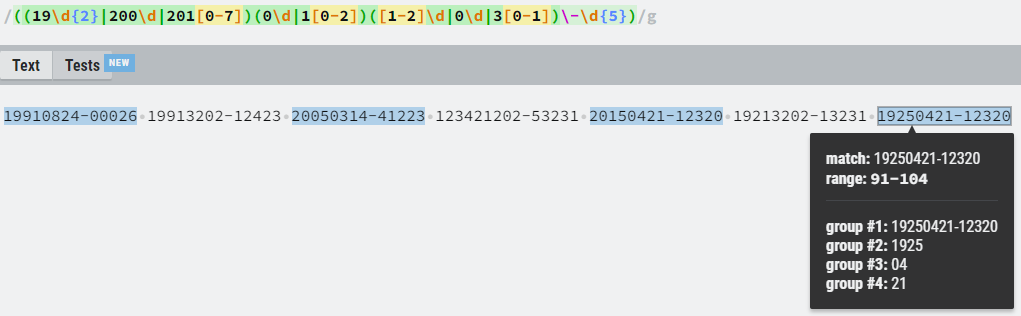 /((19\d{2}|200\d|201[0-7])(0\d|1[0-2])([1-2]\d|0\d|3[0-1])\-\d{5})/g
Text Tests NEW
19910824-00026·19913202-12423·20050314-41223·123421202-53231·20150421-12320·19213202-13231·19250421-12320
match: 19250421-12320
range: 91-104
group #1: 19250421-12320
group #2: 1925
group #3: 04
group #4: 21